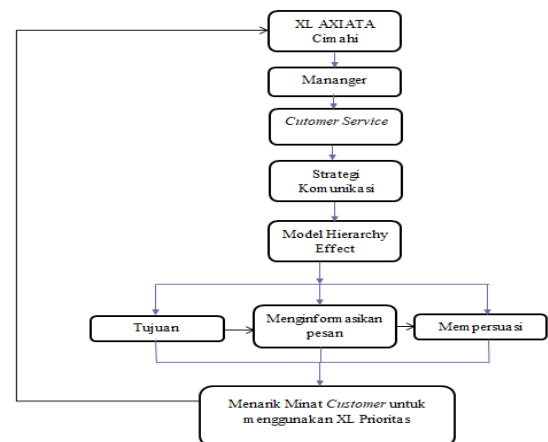 XL AXIATA
Cimahi
Mananger
Cutomer Service
Strategi
Komunikasi
Model Hierarchy
Effect
Tujuan
Menginformasikan
pesan
Mempersuasi
Menarik Minat Customer untuk
menggunakan XL Prioritas